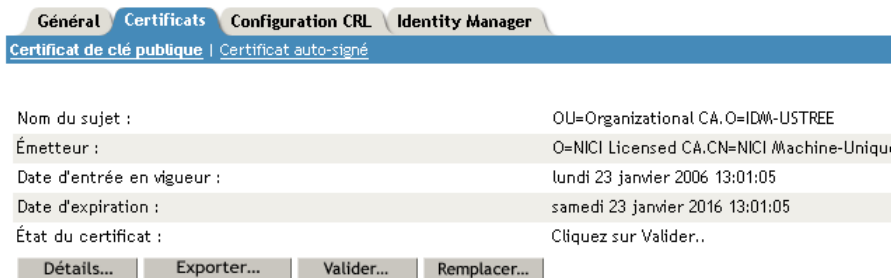 Général Certificats Configuration CRL Identity Manager
Certificat de clé publique | Certificat auto-signé
Nom du sujet : OU=Organizational CA.O=IDM-USTREE
Émetteur : O=NICI Licensed CA.CN=NICI Machine-Unique
Date d'entrée en vigueur : lundi 23 janvier 2006 13:01:05
Date d'expiration : samedi 23 janvier 2016 13:01:05
État du certificat : Cliquez sur Valider..
Détails... Exporter... Valider... Remplacer...